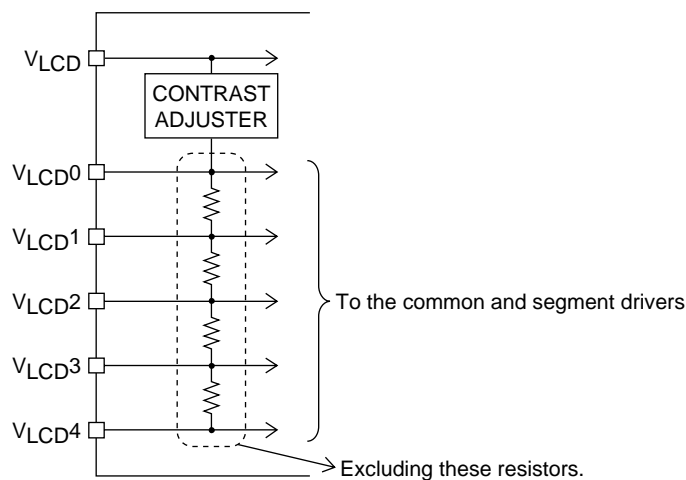 VLCD
CONTRAST
ADJUSTER
VLCD0
VLCD1
VLCD2
To the common and segment drivers
VLCD3
VLCD4
Excluding these resistors.